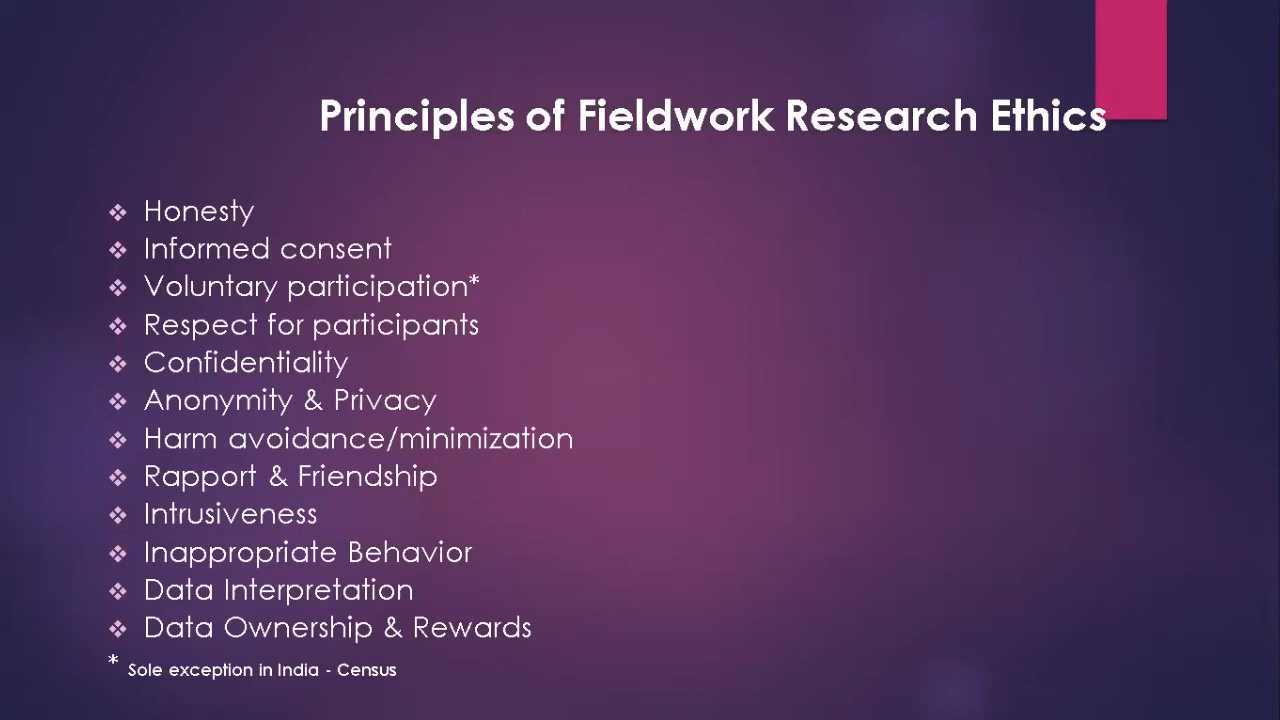 Principles of Fieldwork Research Ethics
❖ Honesty
❖ Informed consent
❖ Voluntary participation*
❖ Respect for participants
❖ Confidentiality
❖ Anonymity & Privacy
❖ Harm avoidance/minimization
❖ Rapport & Friendship
❖ Intrusiveness
❖ Inappropriate Behavior
❖ Data Interpretation
❖ Data Ownership & Rewards
* Sole exception in India - Census